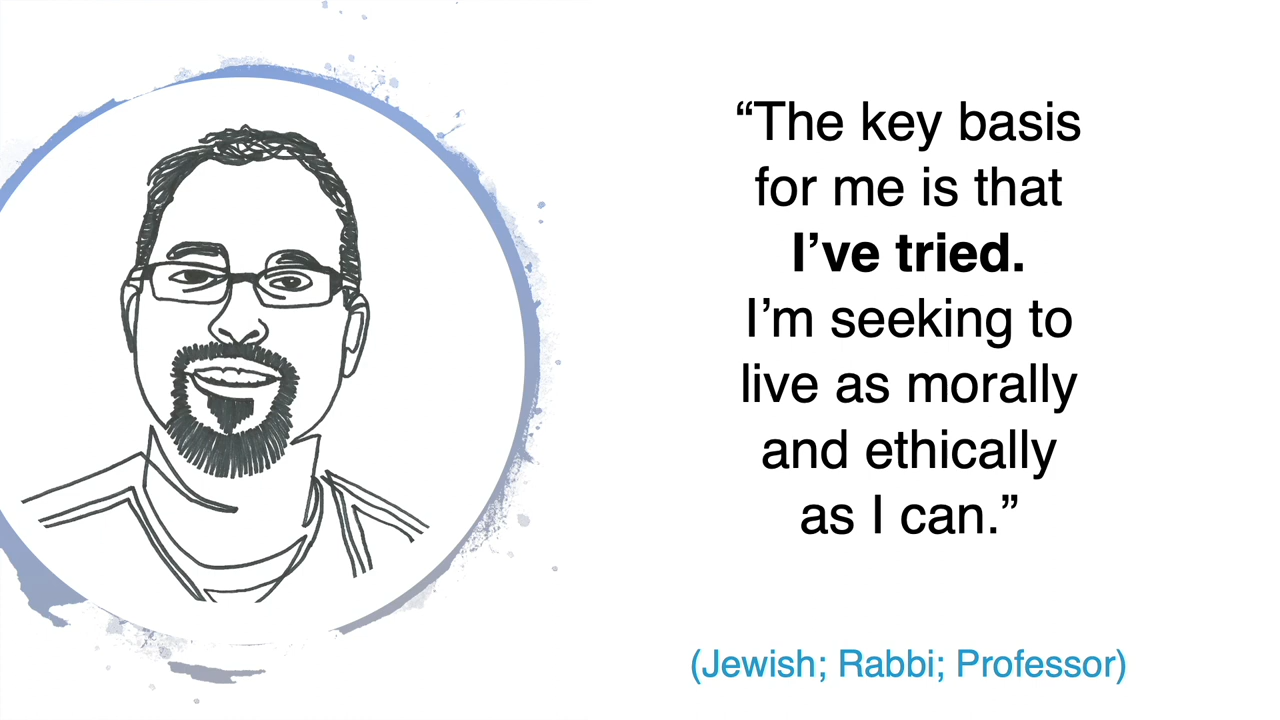 “The key basis
for me is that
I’ve tried.
I’m seeking to
live as morally
and ethically
as I can.”
(Jewish; Rabbi; Professor)